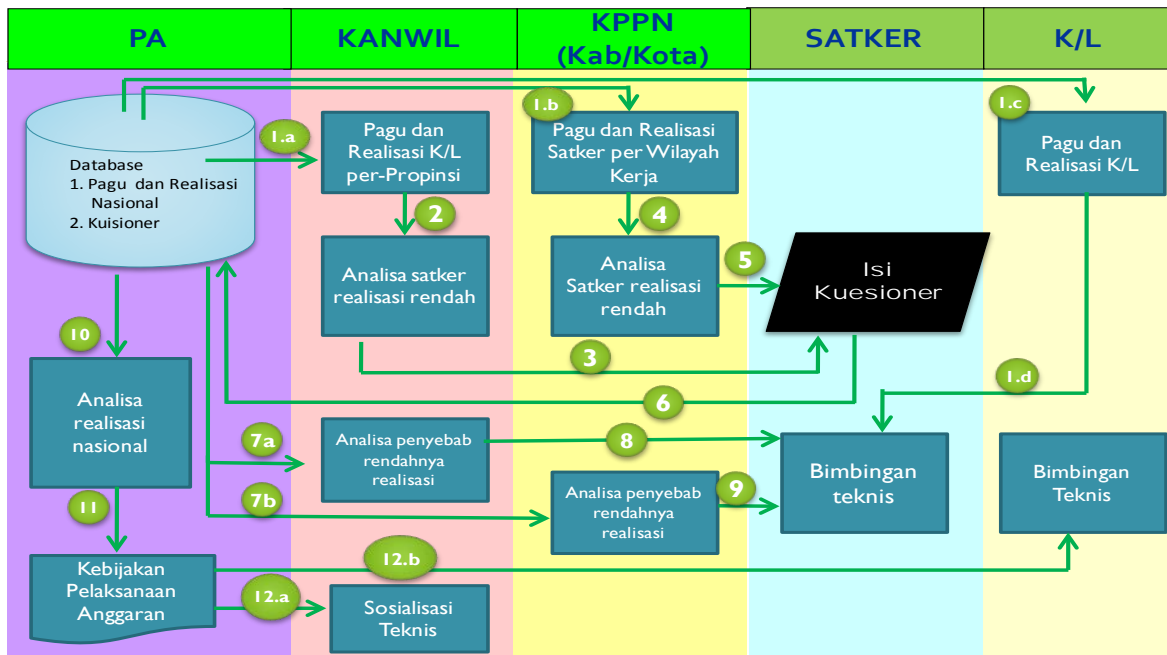 PA
KANWIL
KPPN
(Kab/Kota)
SATKER
K/L
Database
1. Pagu dan Realisasi
Nasional
2. Kuisioner
1.a
Pagu dan
Realisasi K/L
per-Propinsi
1.b
Pagu dan Realisasi
Satker per Wilayah
Kerja
1.c
Pagu dan
Realisasi K/L
2
4
Analisa satker
realisasi rendah
Analisa
Satker realisasi
rendah
5
Isi
Kuesioner
3
1.d
6
10
Analisa
realisasi
nasional
7a
Analisa penyebab
rendahnya
realisasi
8
Bimbingan
teknis
Bimbingan
Teknis
7b
Analisa penyebab
rendahnya
realisasi
9
11
Kebijakan
Pelaksanaan
Anggaran
12.b
12.a
Sosialisasi
Teknis